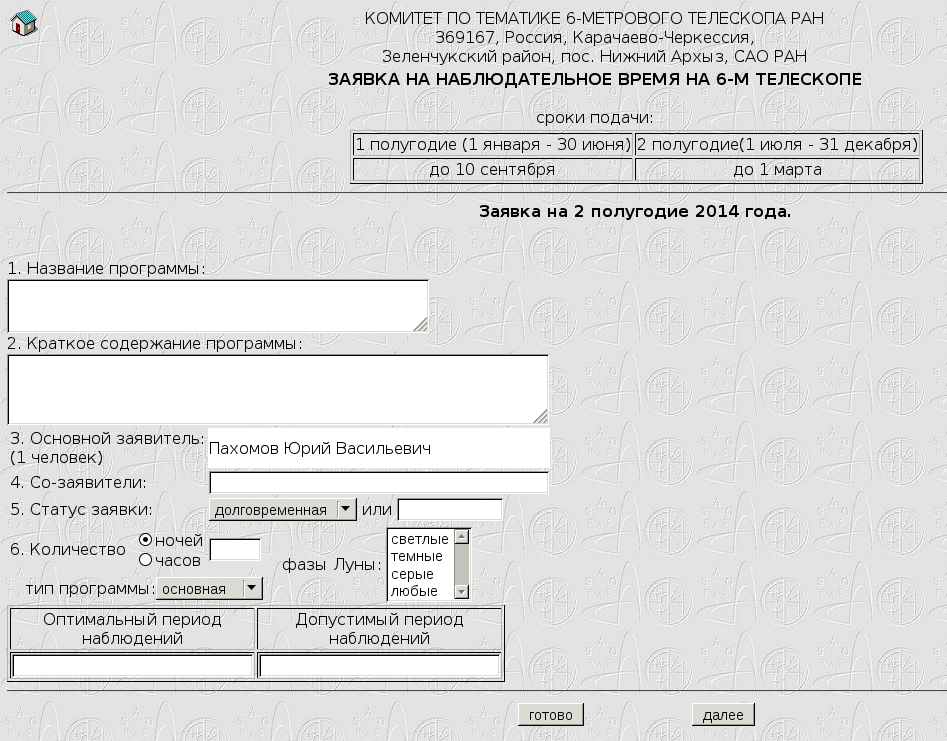 КОМИТЕТ ПО ТЕМАТИКЕ 6-МЕТРОВОГО ТЕЛЕСКОПА РАН
369167, Россия, Карачаево-Черкессия,
Зеленчукский район, пос. Нижний Архыз, САО РАН
ЗАЯВКА НА НАБЛЮДАТЕЛЬНОЕ ВРЕМЯ НА 6-М ТЕЛЕСКОПЕ
сроки подачи:
1 полугодие (1 января - 30 июня) 2 полугодие(1 июля - 31 декабря)
до 10 сентября до 1 марта
Заявка на 2 полугодие 2014 года.
1. Название программы:
2. Краткое содержание программы:
3. Основной заявитель:
(1 человек)
Пахомов Юрий Васильевич
4. Со-заявители:
5. Статус заявки: долговременная или
6. Количество
ночей
часов
фазы Луны:
светлые
темные
серые
любые
тип программы: основная
Оптимальный период
наблюдений
Допустимый период
наблюдений
готово далее